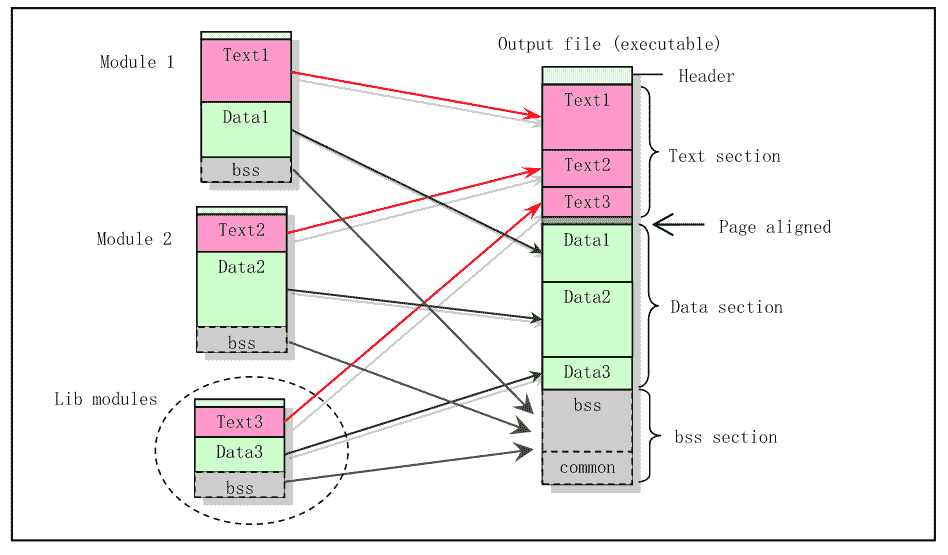 Module 1
Text1
Data1
bss
Module 2
Text2
Data2
bss
Lib modules
Text3
Data3
bss
Output file (executable)
Header
Text1
Text2
Text3
Text section
Page aligned
Data1
Data2
Data3
Data section
bss
common
bss section